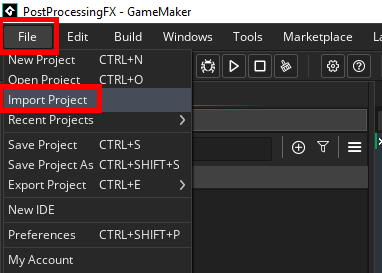 PostProcessingFX - GameMaker
File Edit Build Windows Tools Marketplace
New Project CTRL+N
Open Project CTRL+O
Import Project
Recent Projects
Save Project CTRL+S
Save Project As CTRL+SHIFT+S
Export Project CTRL+E
New IDE
Preferences CTRL+SHIFT+P
My Account